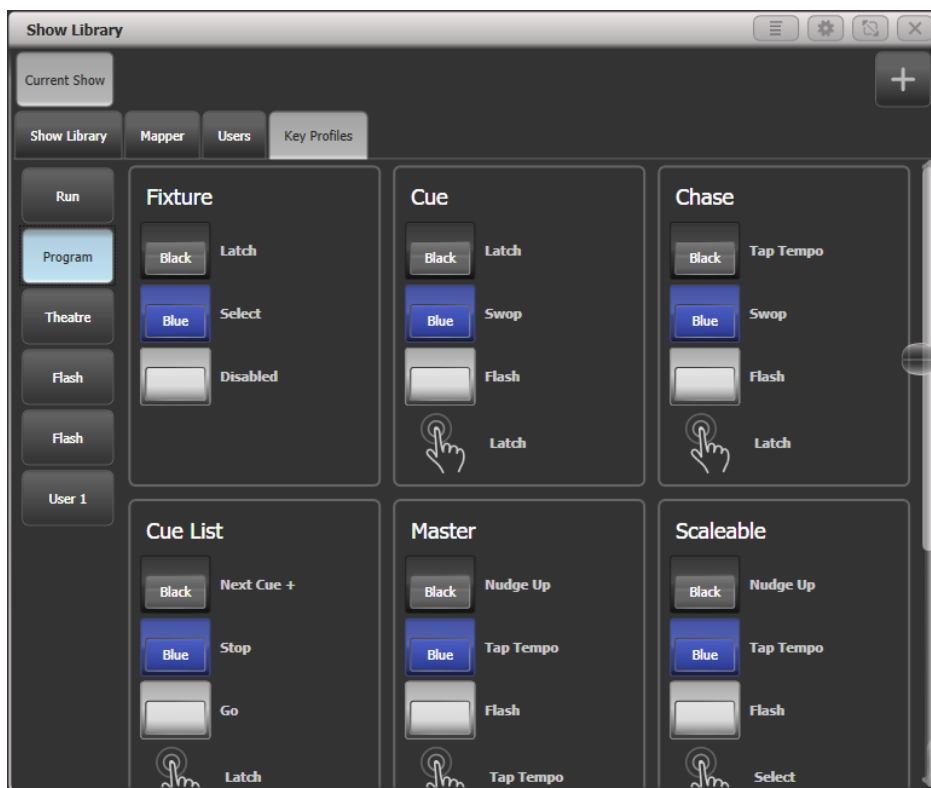 Show Library
Current Show
Show Library Mapper Users Key Profiles
Run
Program
Theatre
Flash
Flash
User 1
Fixture
Black Latch
Blue Select
Disabled
Cue
Black Latch
Blue Swop
Flash
Latch
Chase
Black Tap Tempo
Blue Swop
Flash
Latch
Cue List
Black Next Cue +
Blue Stop
Go
Latch
Master
Black Nudge Up
Blue Tap Tempo
Flash
Tap Tempo
Scaleable
Black Nudge Up
Blue Tap Tempo
Flash
Select